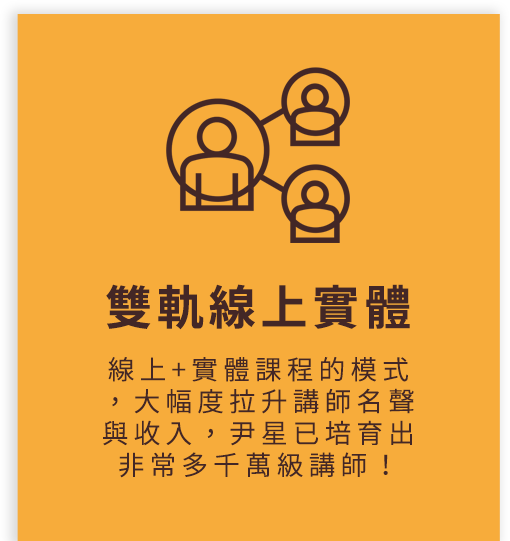 雙軌線上實體
線上+實體課程的模式
，大幅度拉升講師名聲
與收入，尹星已培育出
非常多千萬級講師！